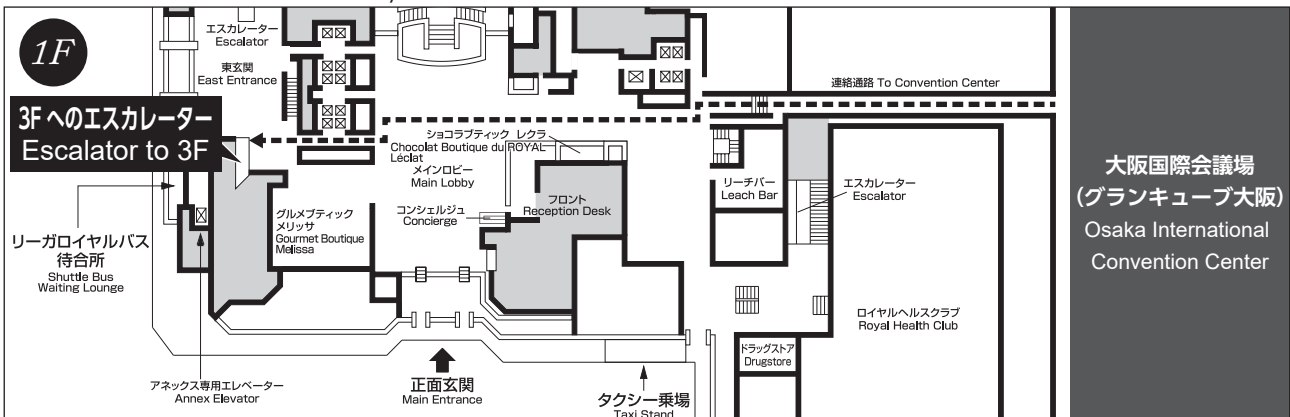 1F
エスカレーター
Escalator
東玄関
East Entrance
3Fへのエスカレーター
Escalator to 3F
連絡通路 To Convention Center
ショコラブティック レクラ
Chocolat Boutique du ROYAL
Léclat
メインロビー
Main Lobby
コンシェルジュ
Concierge
フロント
Reception Desk
グルメブティック
メリッサ
Gourmet Boutique
Melissa
リーチバー
Leach Bar
エスカレーター
Escalator
大阪国際会議場
(グランキューブ大阪)
Osaka International
Convention Center
リーガロイヤルバス
待合所
Shuttle Bus
Waiting Lounge
ロイヤルヘルスクラブ
Royal Health Club
ドラッグストア
Drugstore
アネックス専用エレベーター
Annex Elevator
正面玄関
Main Entrance
タクシー乗場
Taxi Stand